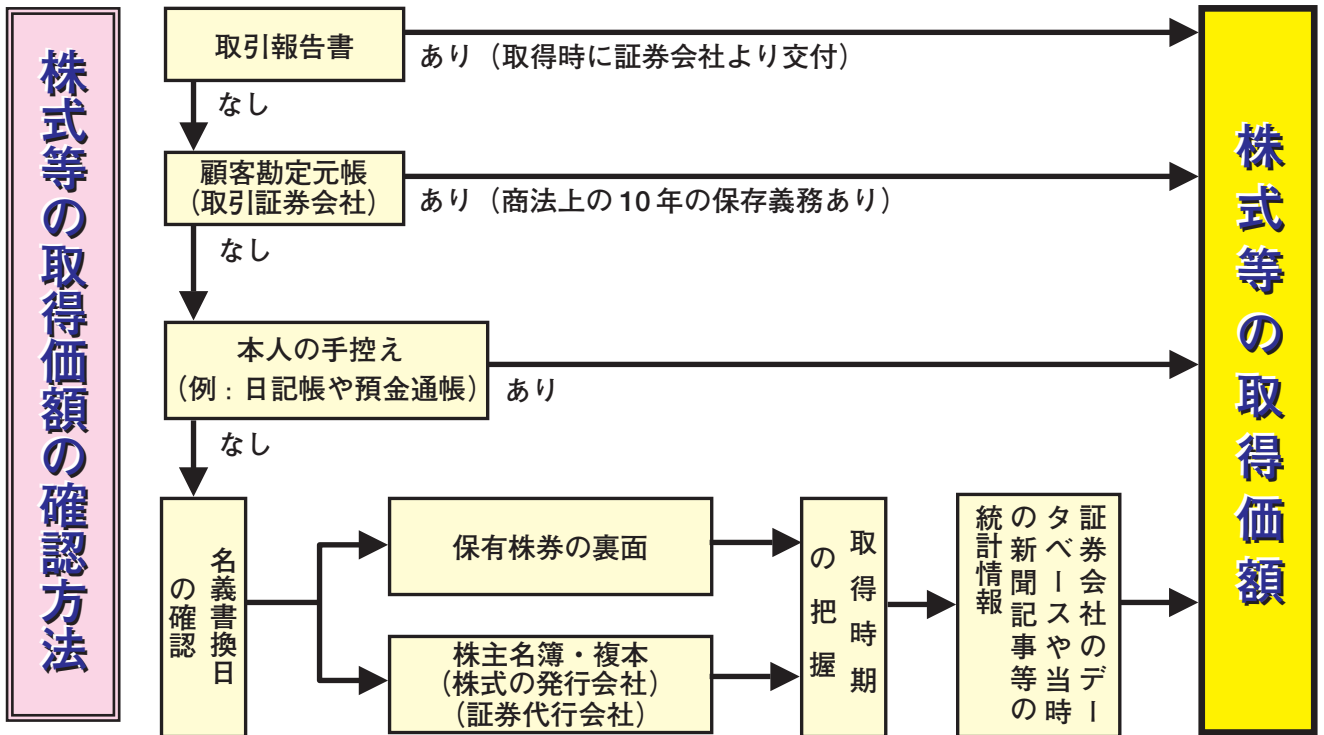 株式等の取得価額の確認方法
取引報告書
あり（取得時に証券会社より交付）
なし
顧客勘定元帳
（取引証券会社）
あり（商法上の10年の保存義務あり）
なし
本人の手控え
（例：日記帳や預金通帳）
あり
なし
名義書換日
の確認
保有株券の裏面
株主名簿・複本
（株式の発行会社）
（証券代行会社）
取得時期
の把握
証券会社のデー
タベースや当時
の新聞記事等の
統計情報
株式等の取得価額